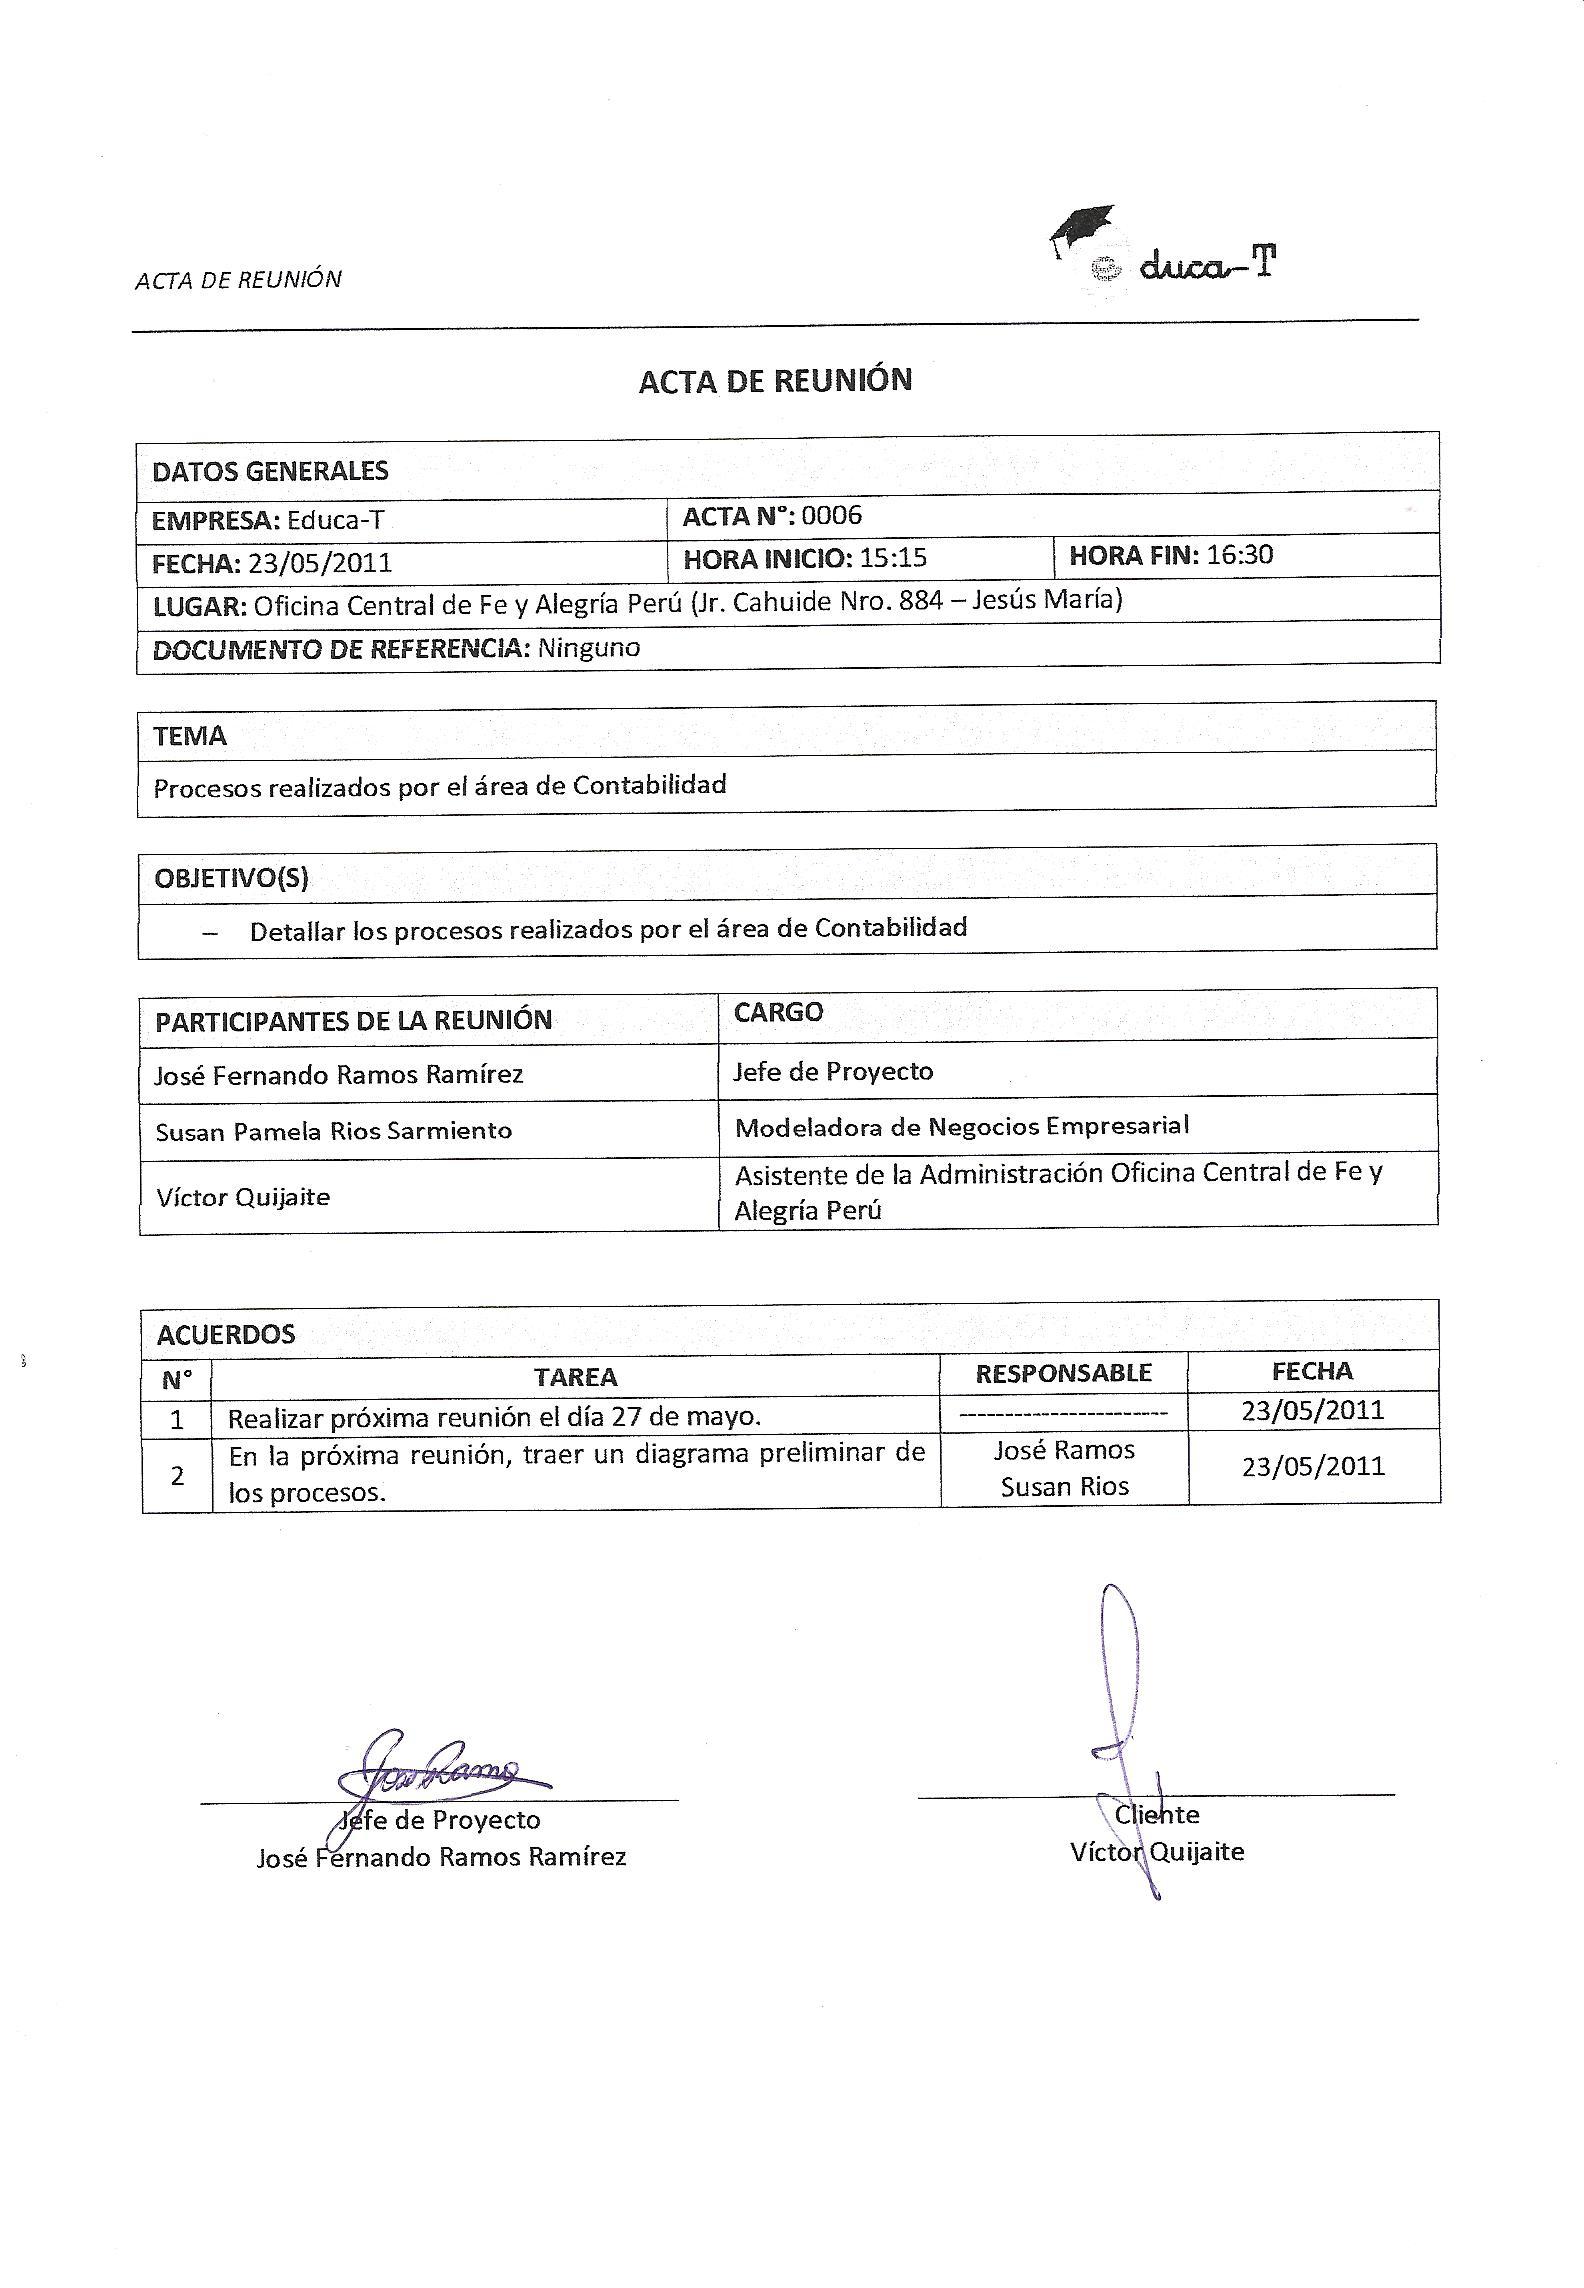 ACTA DE REUNIÓN
duca-T
ACTA DE REUNIÓN
DATOS GENERALES
EMPRESA: Educa-T
ACTA N°: 0006
FECHA: 23/05/2011
HORA INICIO: 15:15
HORA FIN: 16:30
LUGAR: Oficina Central de Fe y Alegría Perú (Jr. Cahuide Nro. 884 – Jesús María)
DOCUMENTO DE REFERENCIA: Ninguno
TEMA
Procesos realizados por el área de Contabilidad
OBJETIVO(S)
– Detallar los procesos realizados por el área de Contabilidad
PARTICIPANTES DE LA REUNIÓN
CARGO
José Fernando Ramos Ramírez
Jefe de Proyecto
Susan Pamela Rios Sarmiento
Modeladora de Negocios Empresarial
Víctor Quijaite
Asistente de la Administración Oficina Central de Fe y
Alegría Perú
ACUERDOS
N°
TAREA
RESPONSABLE
FECHA
1
Realizar próxima reunión el día 27 de mayo.
-----------------------
23/05/2011
2
En la próxima reunión, traer un diagrama preliminar de
los procesos.
José Ramos
Susan Rios
23/05/2011
Jose Ramos
Jefe de Proyecto
José Fernando Ramos Ramírez
Cliente
Víctor Quijaite